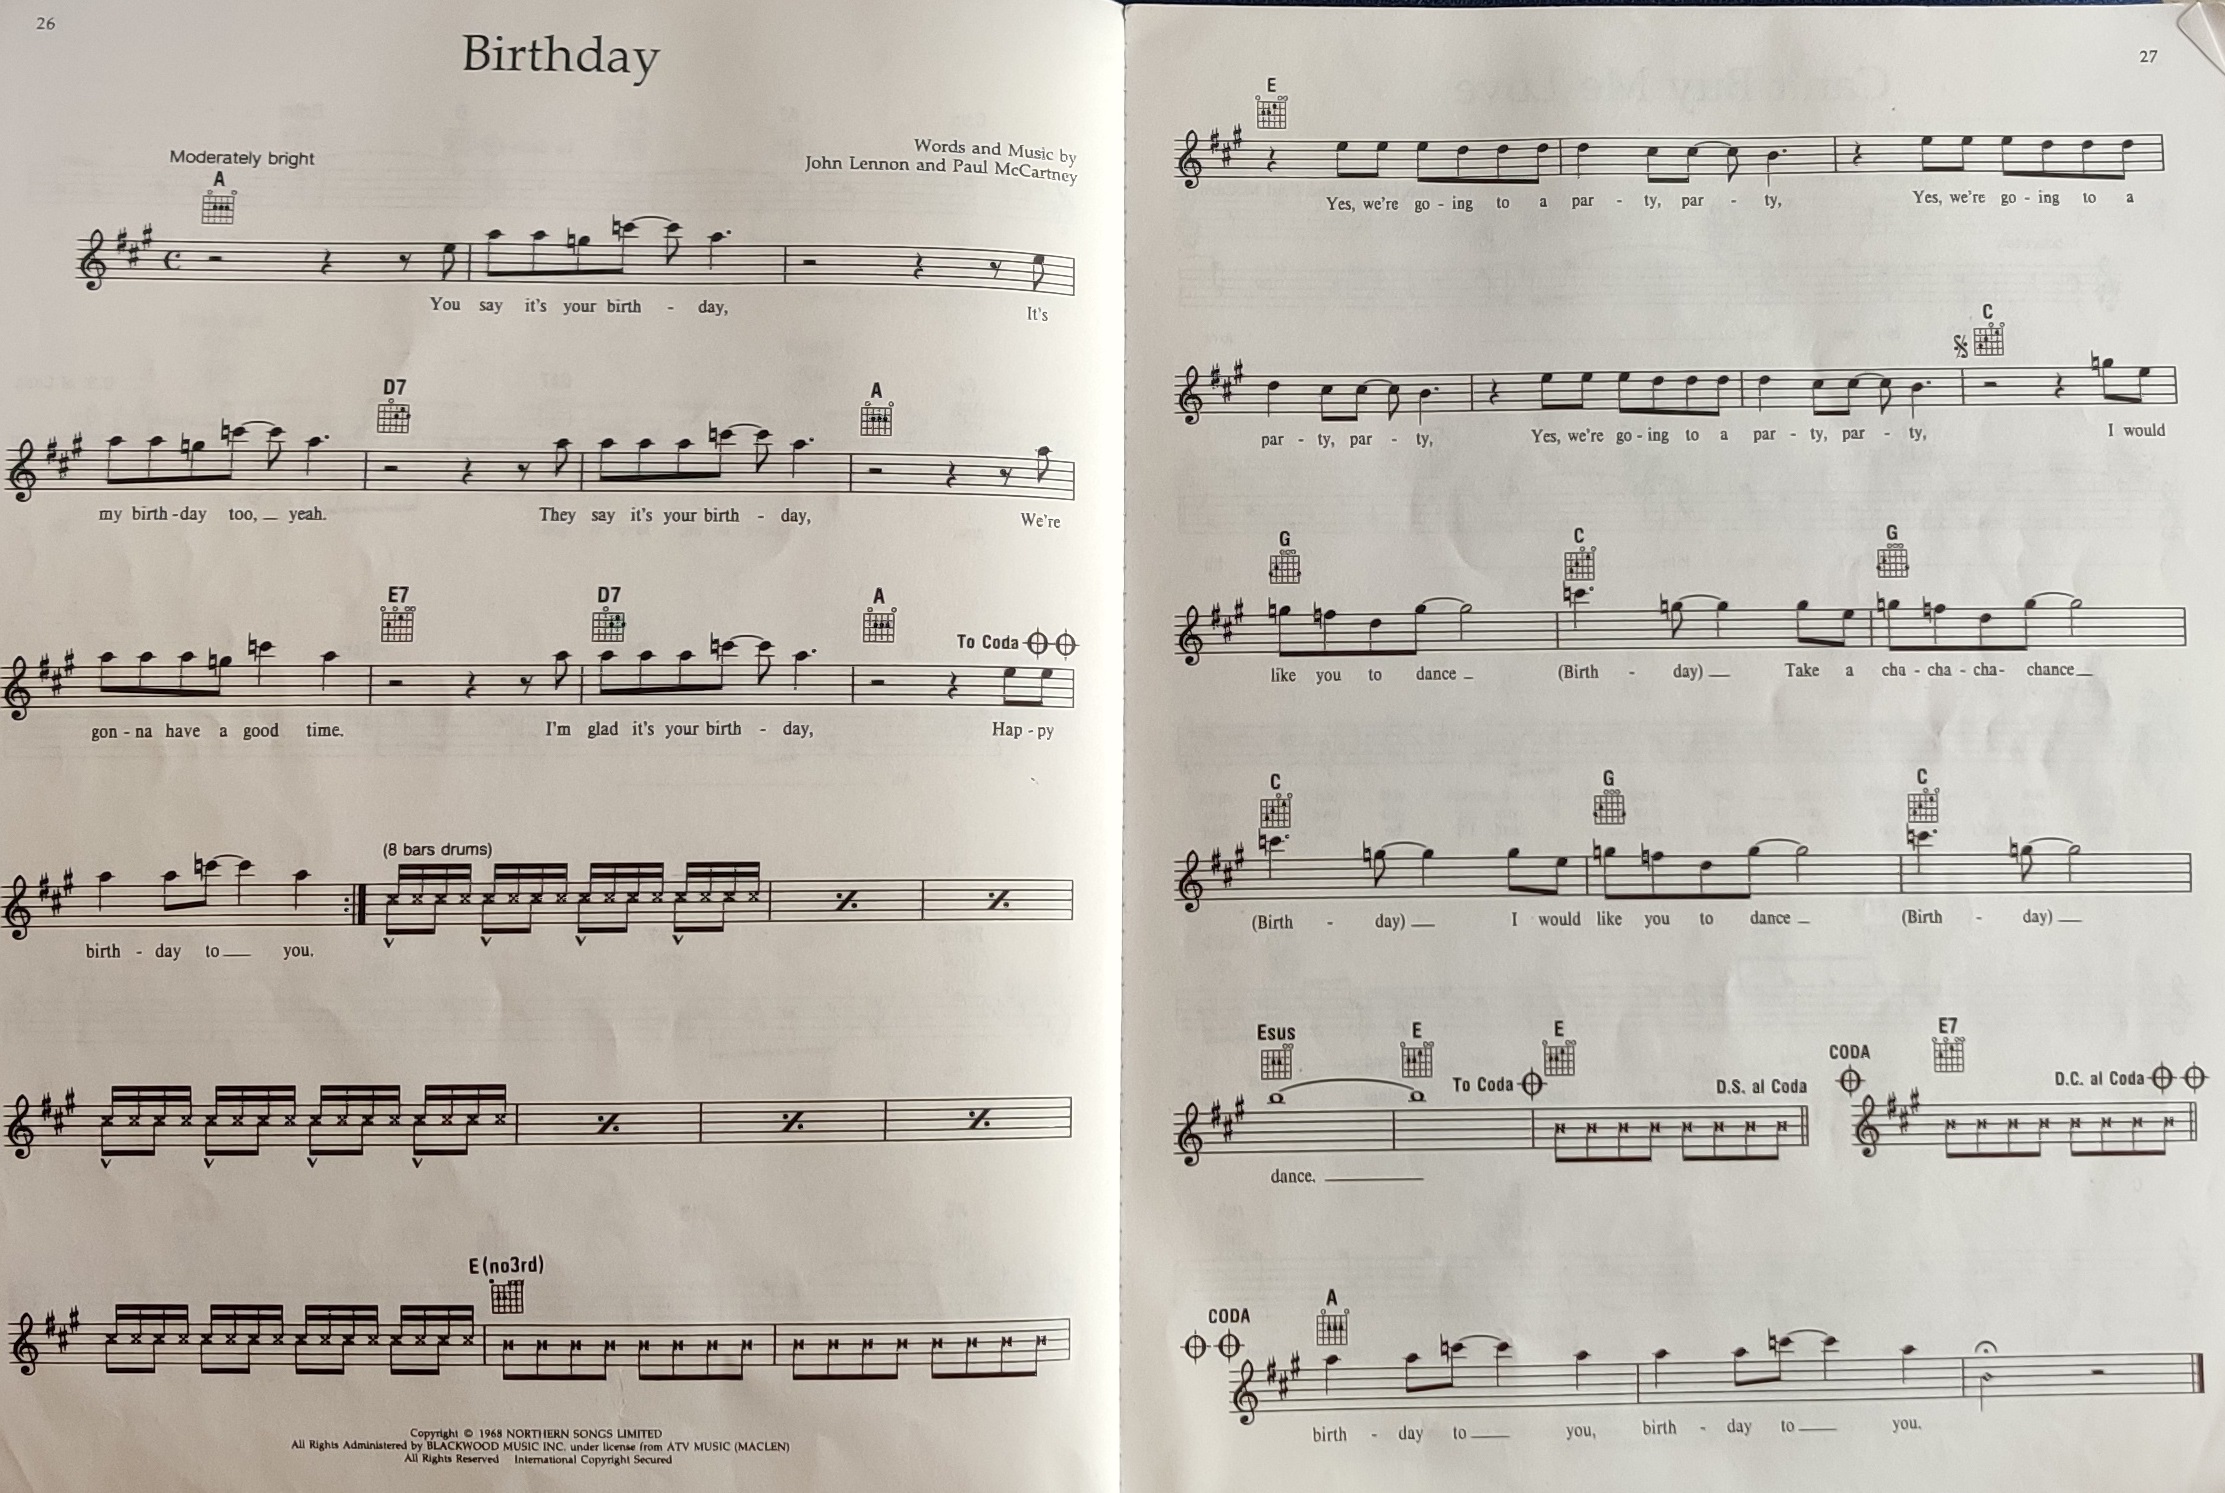 26
Birthday
Words and Music by
John Lennon and Paul McCartney
Moderately bright
A
You say it's your birth - day, It's
D7 A
my birth - day too, yeah. They say it's your birth - day, We're
E7 D7 A To Coda
gon - na have a good time. I'm glad it's your birth - day, Hap - py
(8 bars drums)
birth - day to you.
E (no3rd)
Copyright © 1968 NORTHERN SONGS LIMITED
All Rights Administered by BLACKWOOD MUSIC INC. under license from ATV MUSIC (MACLEN)
All Rights Reserved International Copyright Secured
27
E
Yes, we're go - ing to a par - ty, par - ty, Yes, we're go - ing to a
C
par - ty, par - ty, Yes, we're go - ing to a par - ty, par - ty, I would
G C G
like you to dance (Birth - day) Take a cha - cha - cha - chance
C G C
(Birth - day) I would like you to dance (Birth - day)
Esus E To Coda E D.S. al Coda CODA E7 D.C. al Coda
dance.
CODA A
birth - day to you, birth - day to you.